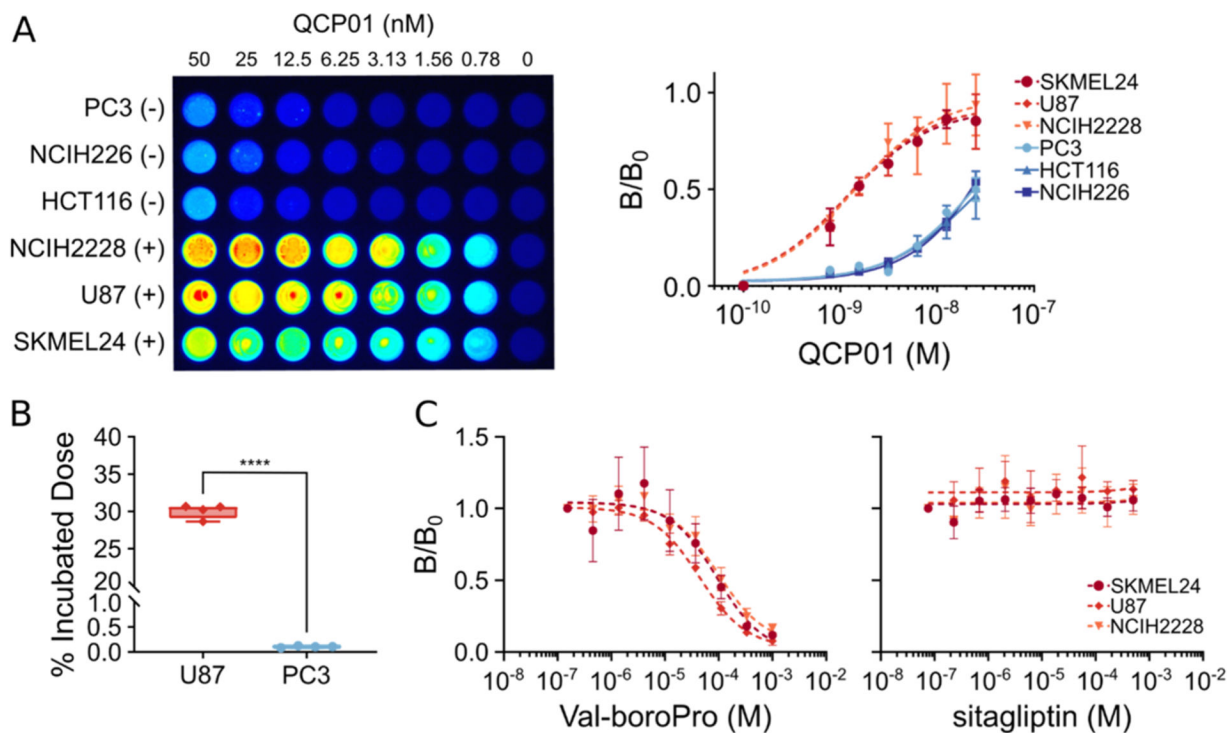 A
QCP01 (nM)
50 25 12.5 6.25 3.13 1.56 0.78 0
PC3 (-)
NCIH226 (-)
HCT116 (-)
NCIH2228 (+)
U87 (+)
SKMEL24 (+)
B/B0
1.0
0.5
0.0
10-10 10-9 10-8 10-7
QCP01 (M)
SKMEL24
U87
NCIH2228
PC3
HCT116
NCIH226
B
% Incubated Dose
40
35
30
25
20
1.0
0.5
0.0
****
U87 PC3
C
B/B0
1.5
1.0
0.5
0.0
10-7 10-6 10-5 10-4 10-3 10-2
10-8
Val-boroPro (M)
10-8 10-7 10-6 10-5 10-4 10-3 10-2
sitagliptin (M)
SKMEL24
U87
NCIH2228